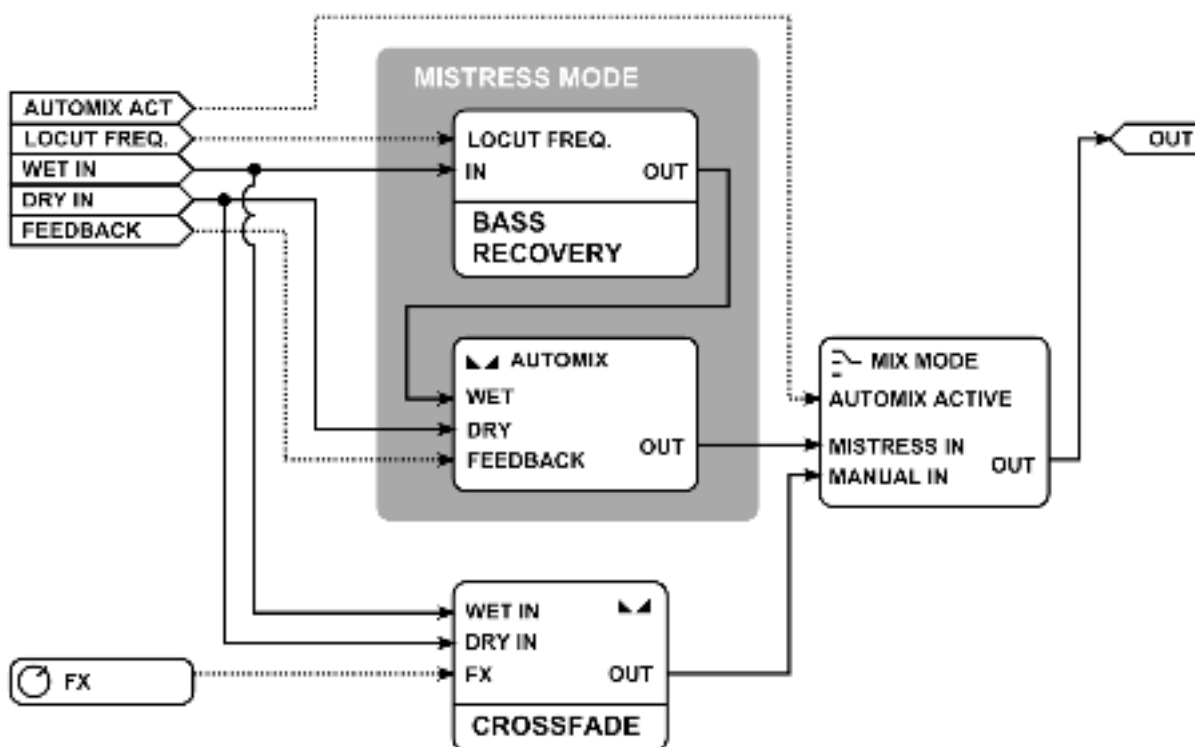 MISTRESS MODE
AUTOMIX ACT
LOCUT FREQ.
WET IN
DRY IN
FEEDBACK
LOCUT FREQ.
IN
OUT
BASS
RECOVERY
OUT
AUTOMIX
WET
DRY
FEEDBACK
OUT
MIX MODE
AUTOMIX ACTIVE
MISTRESS IN
MANUAL IN
OUT
FX
WET IN
DRY IN
FX
OUT
CROSSFADE